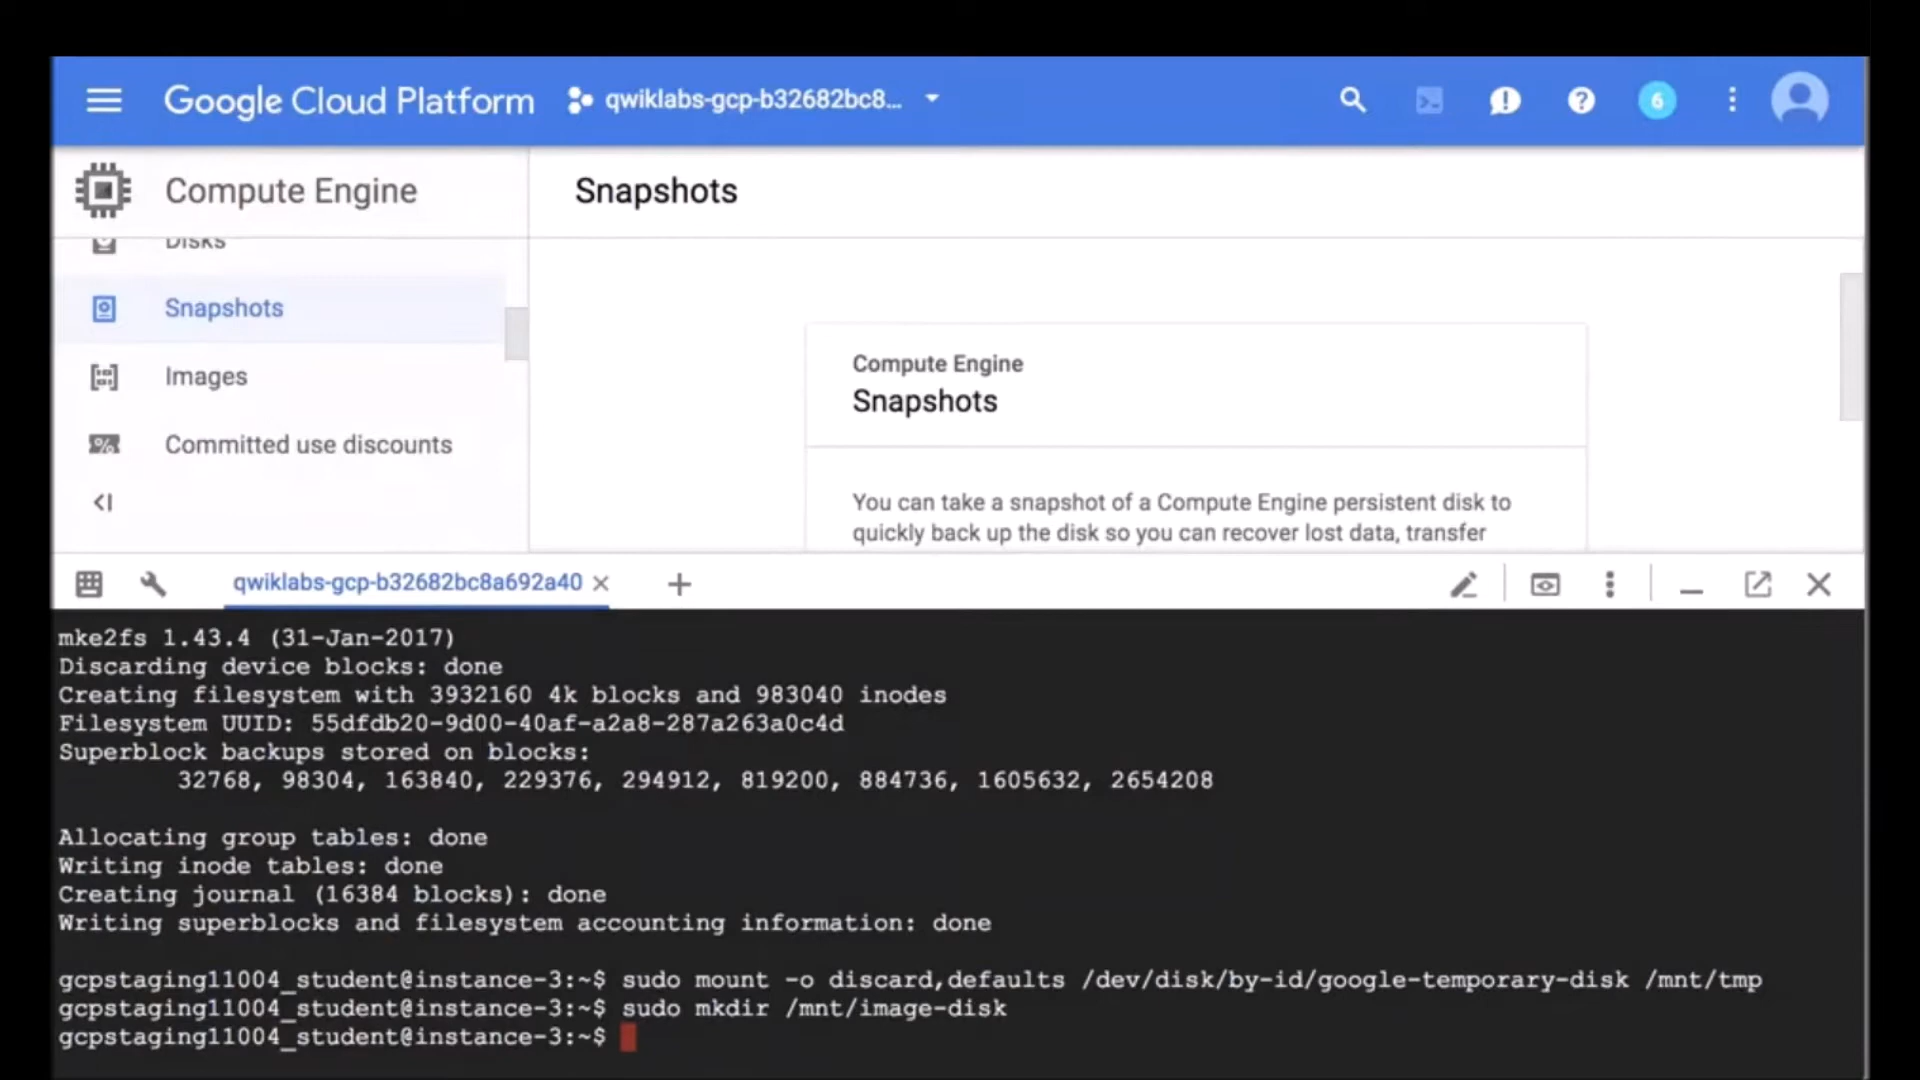 Google Cloud Platform
qwiklabs-gcp-b32682bc8...
6
Compute Engine
Snapshots
Disks
Snapshots
Images
Committed use discounts
Compute Engine
Snapshots
You can take a snapshot of a Compute Engine persistent disk to
quickly back up the disk so you can recover lost data, transfer
qwiklabs-gcp-b32682bc8a692a40
mke2fs 1.43.4 (31-Jan-2017)
Discarding device blocks: done
Creating filesystem with 3932160 4k blocks and 983040 inodes
Filesystem UUID: 55dfdb20-9d00-40af-a2a8-287a263a0c4d
Superblock backups stored on blocks:
32768, 98304, 163840, 229376, 294912, 819200, 884736, 1605632, 2654208
Allocating group tables: done
Writing inode tables: done
Creating journal (16384 blocks): done
Writing superblocks and filesystem accounting information: done
gcpstaging11004_student@instance-3:~$ sudo mount -o discard,defaults /dev/disk/by-id/google-temporary-disk /mnt/tmp
gcpstaging11004_student@instance-3:~$ sudo mkdir /mnt/image-disk
gcpstaging11004_student@instance-3:~$